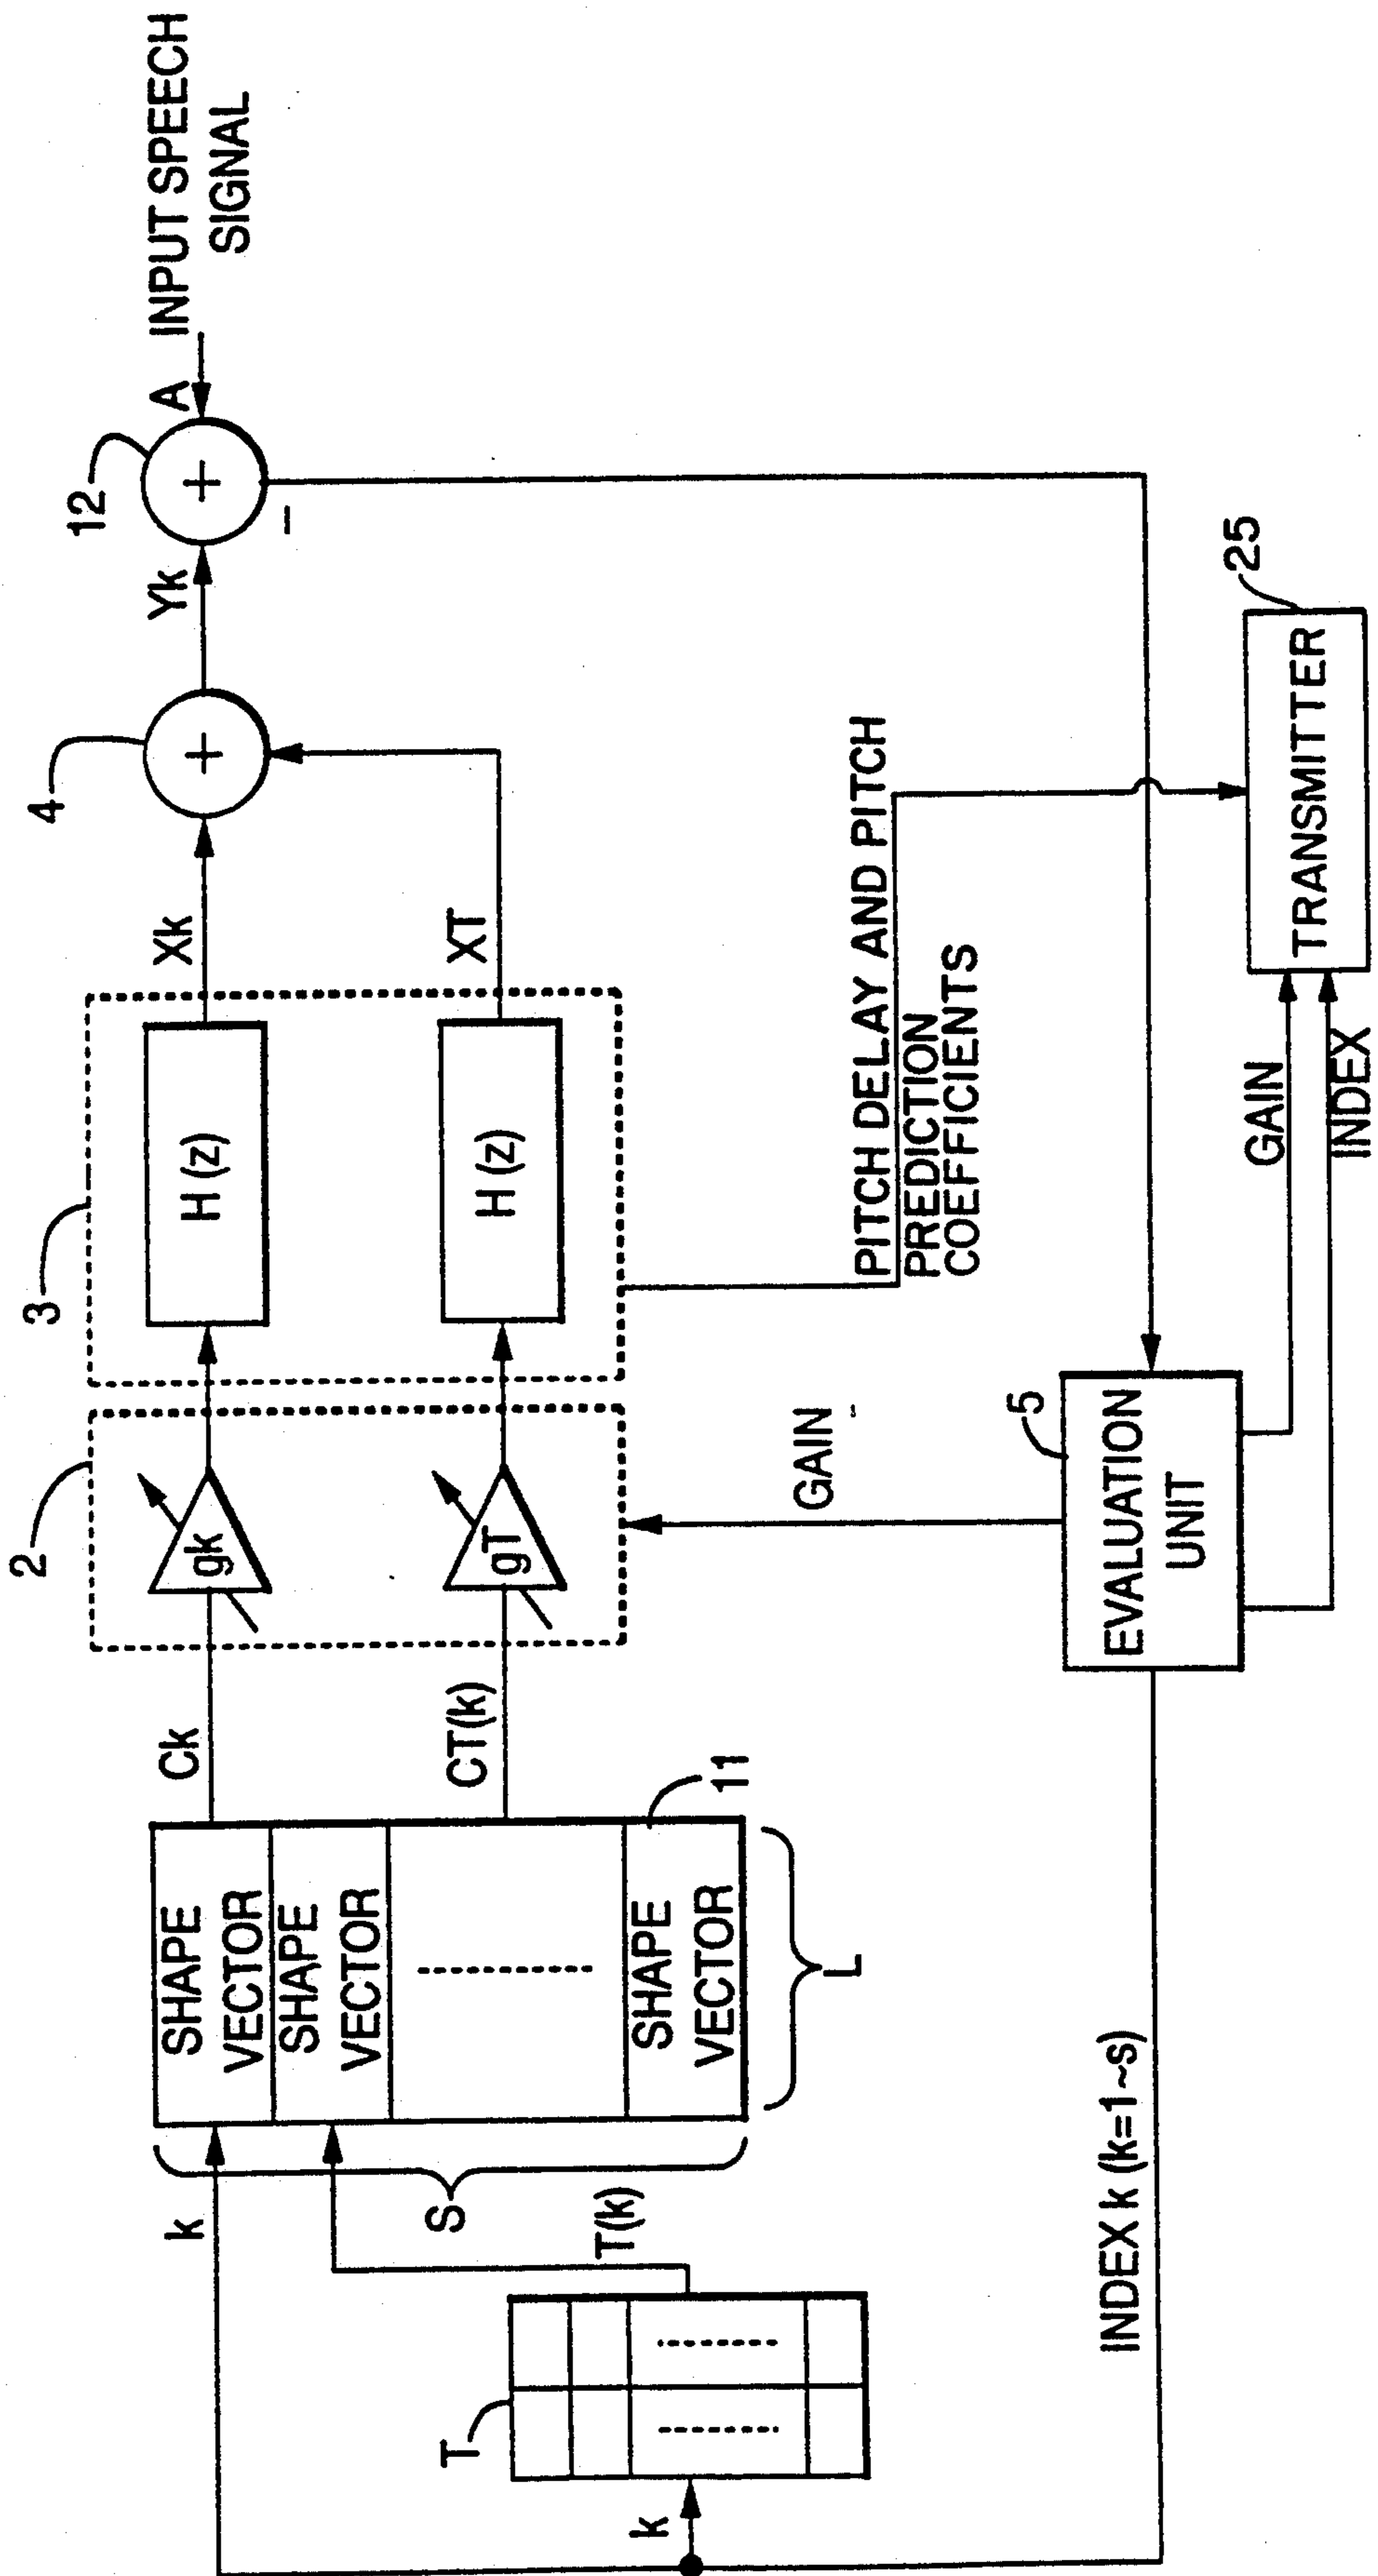 k
k
T
T(k)
S
SHAPE
VECTOR
SHAPE
VECTOR
SHAPE
VECTOR
11
L
Ck
CT(k)
2
gk
gT
3
H (z)
H (z)
Xk
XT
4
+
Yk
12
+
−
A
INPUT SPEECH
SIGNAL
PITCH DELAY AND PITCH
PREDICTION
COEFFICIENTS
GAIN
5
EVALUATION
UNIT
INDEX k (k=1~s)
GAIN
INDEX
25
TRANSMITTER